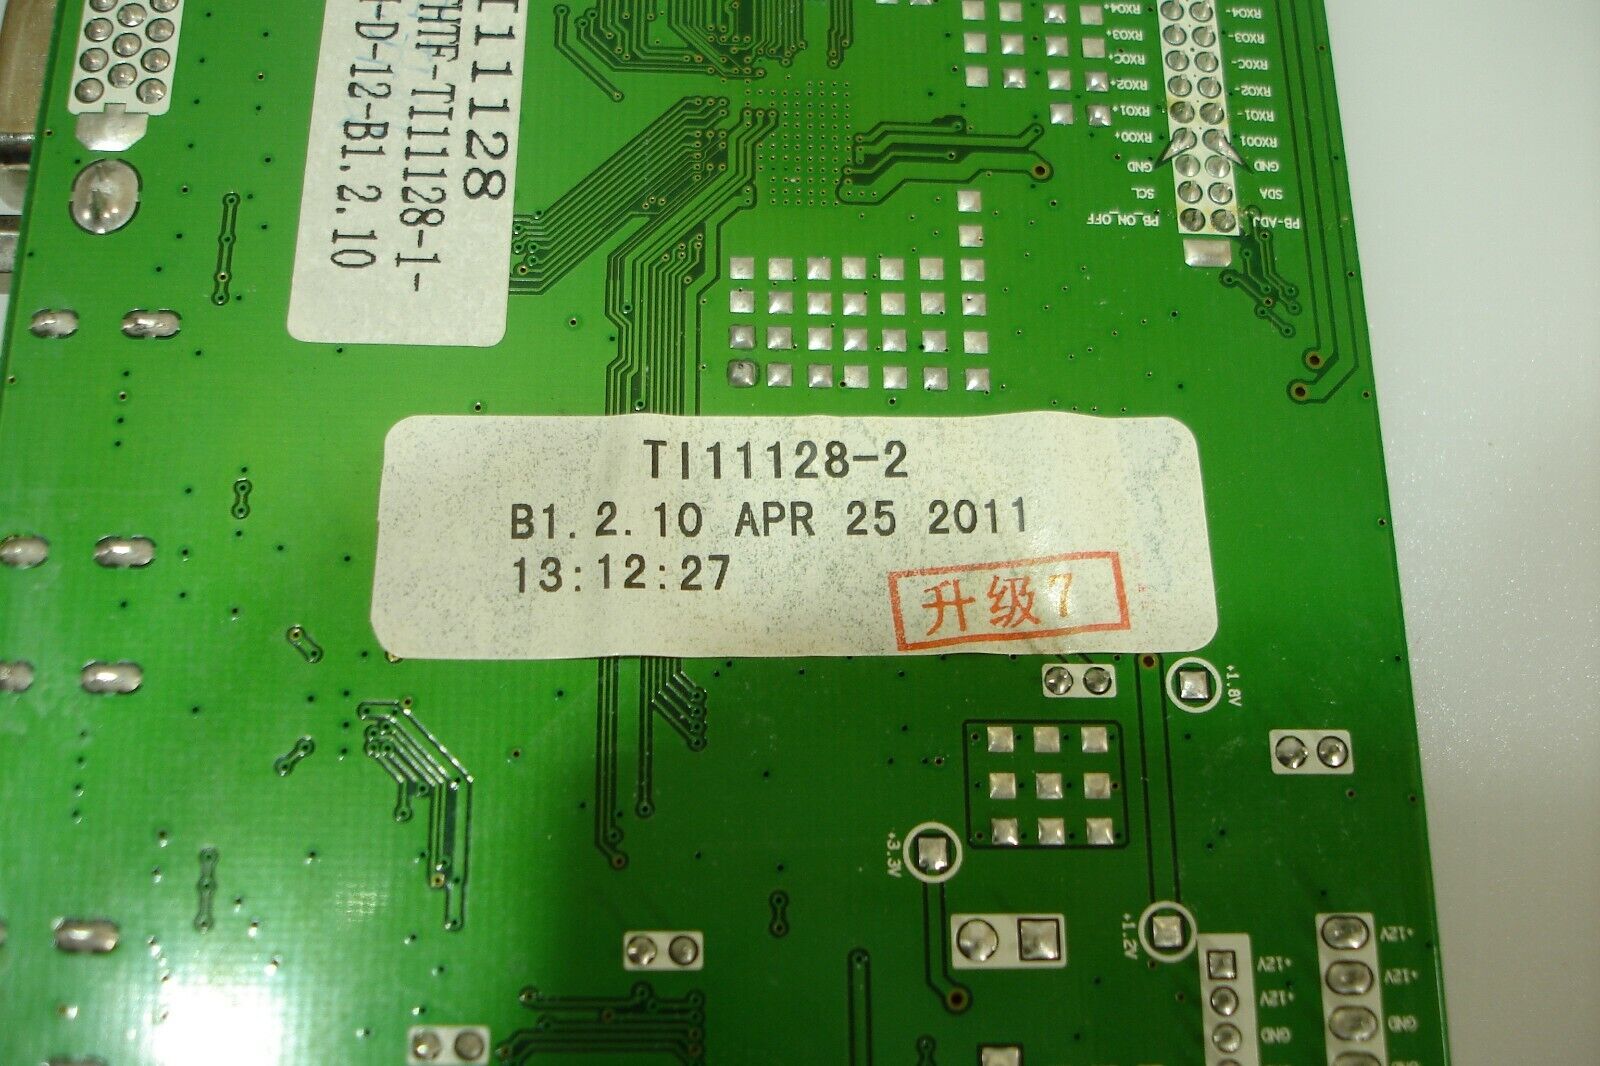 TI11128
THTF-TI11128-1-
-D-12-B1.2.10
TI11128-2
B1.2.10 APR 25 2011
13:12:27
升级7
RXO4+ RXO4-
RXO3+ RXO3-
RXOC+ RXOC-
RXO2+ RXO2-
RXO1+ RXO1-
RXO0+ RXO01
GND GND
SCL SDA
PB_ON_OFF PB-ADJ
+1.8V
+3.3V
+1.2V
+12V
+12V
GND
+12V
+12V
GND